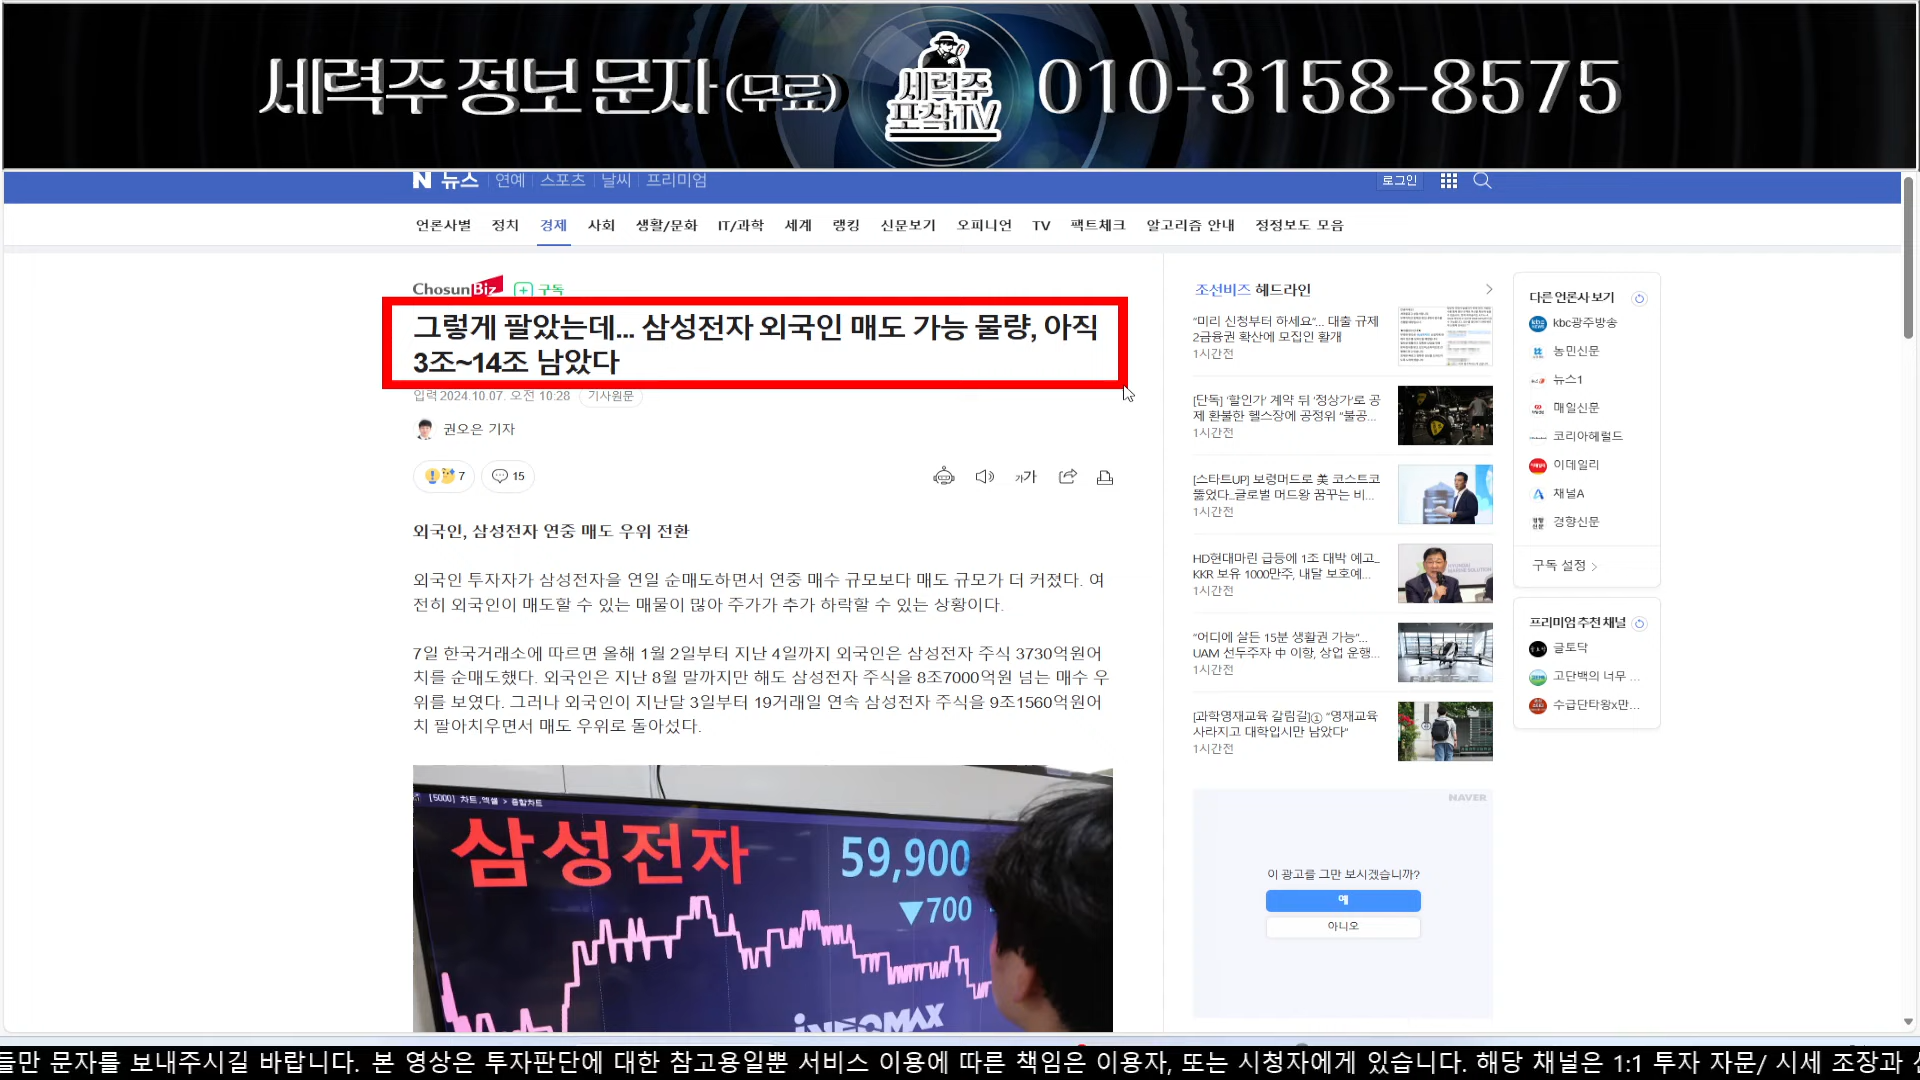 세력주 정보 문자 (무료)
세력주
포착TV
010-3158-8575
N 뉴스 연예 스포츠 날씨 프리미엄
로그인
언론사별 정치 경제 사회 생활/문화 IT/과학 세계 랭킹 신문보기 오피니언 TV 팩트체크 알고리즘 안내 정정보도 모음
ChosunBiz 구독
그렇게 팔았는데... 삼성전자 외국인 매도 가능 물량, 아직
3조~14조 남았다
입력 2024.10.07. 오전 10:28 기사원문
권오은 기자
7 15
가가
외국인, 삼성전자 연중 매도 우위 전환
외국인 투자자가 삼성전자을 연일 순매도하면서 연중 매수 규모보다 매도 규모가 더 커졌다. 여
전히 외국인이 매도할 수 있는 매물이 많아 주가가 추가 하락할 수 있는 상황이다.
7일 한국거래소에 따르면 올해 1월 2일부터 지난 4일까지 외국인은 삼성전자 주식 3730억원어
치를 순매도했다. 외국인은 지난 8월 말까지만 해도 삼성전자 주식을 8조7000억원 넘는 매수 우
위를 보였다. 그러나 외국인이 지난달 3일부터 19거래일 연속 삼성전자 주식을 9조1560억원어
치 팔아치우면서 매도 우위로 돌아섰다.
[5000] 차트,엑셀 > 종합차트
삼성전자 59,900
▼700
iNFOMAX
조선비즈 헤드라인
"미리 신청부터 하세요"... 대출 규제
2금융권 확산에 모집인 활개
1시간전
[단독] '할인가' 계약 뒤 '정상가'로 공
제 환불한 헬스장에 공정위 "불공...
1시간전
[스타트UP] 보령머드로 美 코스트코
뚫었다...글로벌 머드왕 꿈꾸는 비...
1시간전
HD현대마린 급등에 1조 대박 예고...
KKR 보유 1000만주, 내달 보호예...
1시간전
"어디에 살든 15분 생활권 가능"...
UAM 선두주자 中 이항, 상업 운행...
1시간전
[과학영재교육 갈림길]① "영재교육
사라지고 대학입시만 남았다"
1시간전
NAVER
이 광고를 그만 보시겠습니까?
예
아니오
다른 언론사 보기
kbc광주방송
농민신문
뉴스1
매일신문
코리아헤럴드
이데일리
채널A
경향신문
구독 설정
프리미엄 추천 채널
글토닥
고단백의 너무 ...
수급단타왕x만...
들만 문자를 보내주시길 바랍니다. 본 영상은 투자판단에 대한 참고용일뿐 서비스 이용에 따른 책임은 이용자, 또는 시청자에게 있습니다. 해당 채널은 1:1 투자 자문/ 시세 조장과